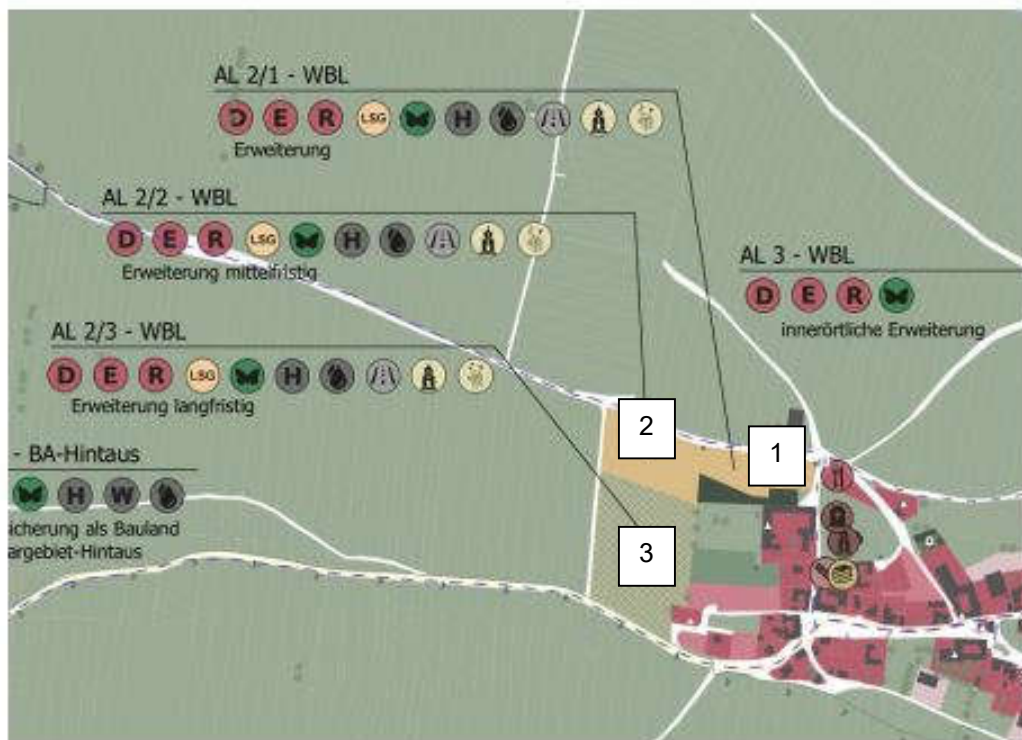 AL 2/1 - WBL
D E R LSG H
Erweiterung
AL 2/2 - WBL
D E R LSG H
Erweiterung mittelfristig
AL 3 - WBL
D E R
innerörtliche Erweiterung
AL 2/3 - WBL
D E R LSG H
Erweiterung langfristig
2
1
3
- BA-Hintaus
H W
icherung als Bauland
argebiet-Hintaus